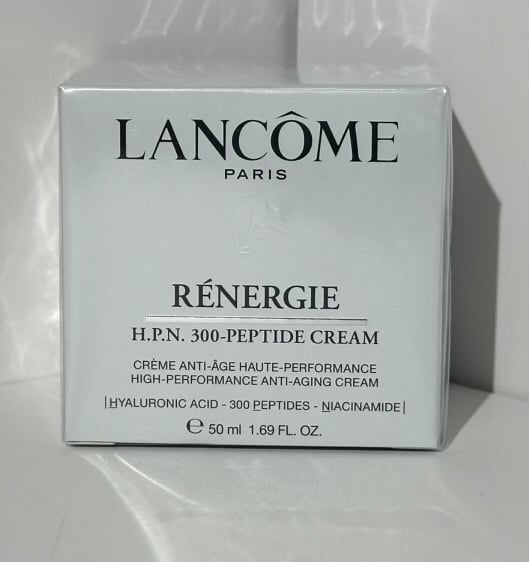 LANCÔME
PARIS
RÉNERGIE
H.P.N. 300-PEPTIDE CREAM
CRÈME ANTI-ÂGE HAUTE-PERFORMANCE
HIGH-PERFORMANCE ANTI-AGING CREAM
|HYALURONIC ACID - 300 PEPTIDES - NIACINAMIDE|
℮ 50 ml 1.69 FL. OZ.